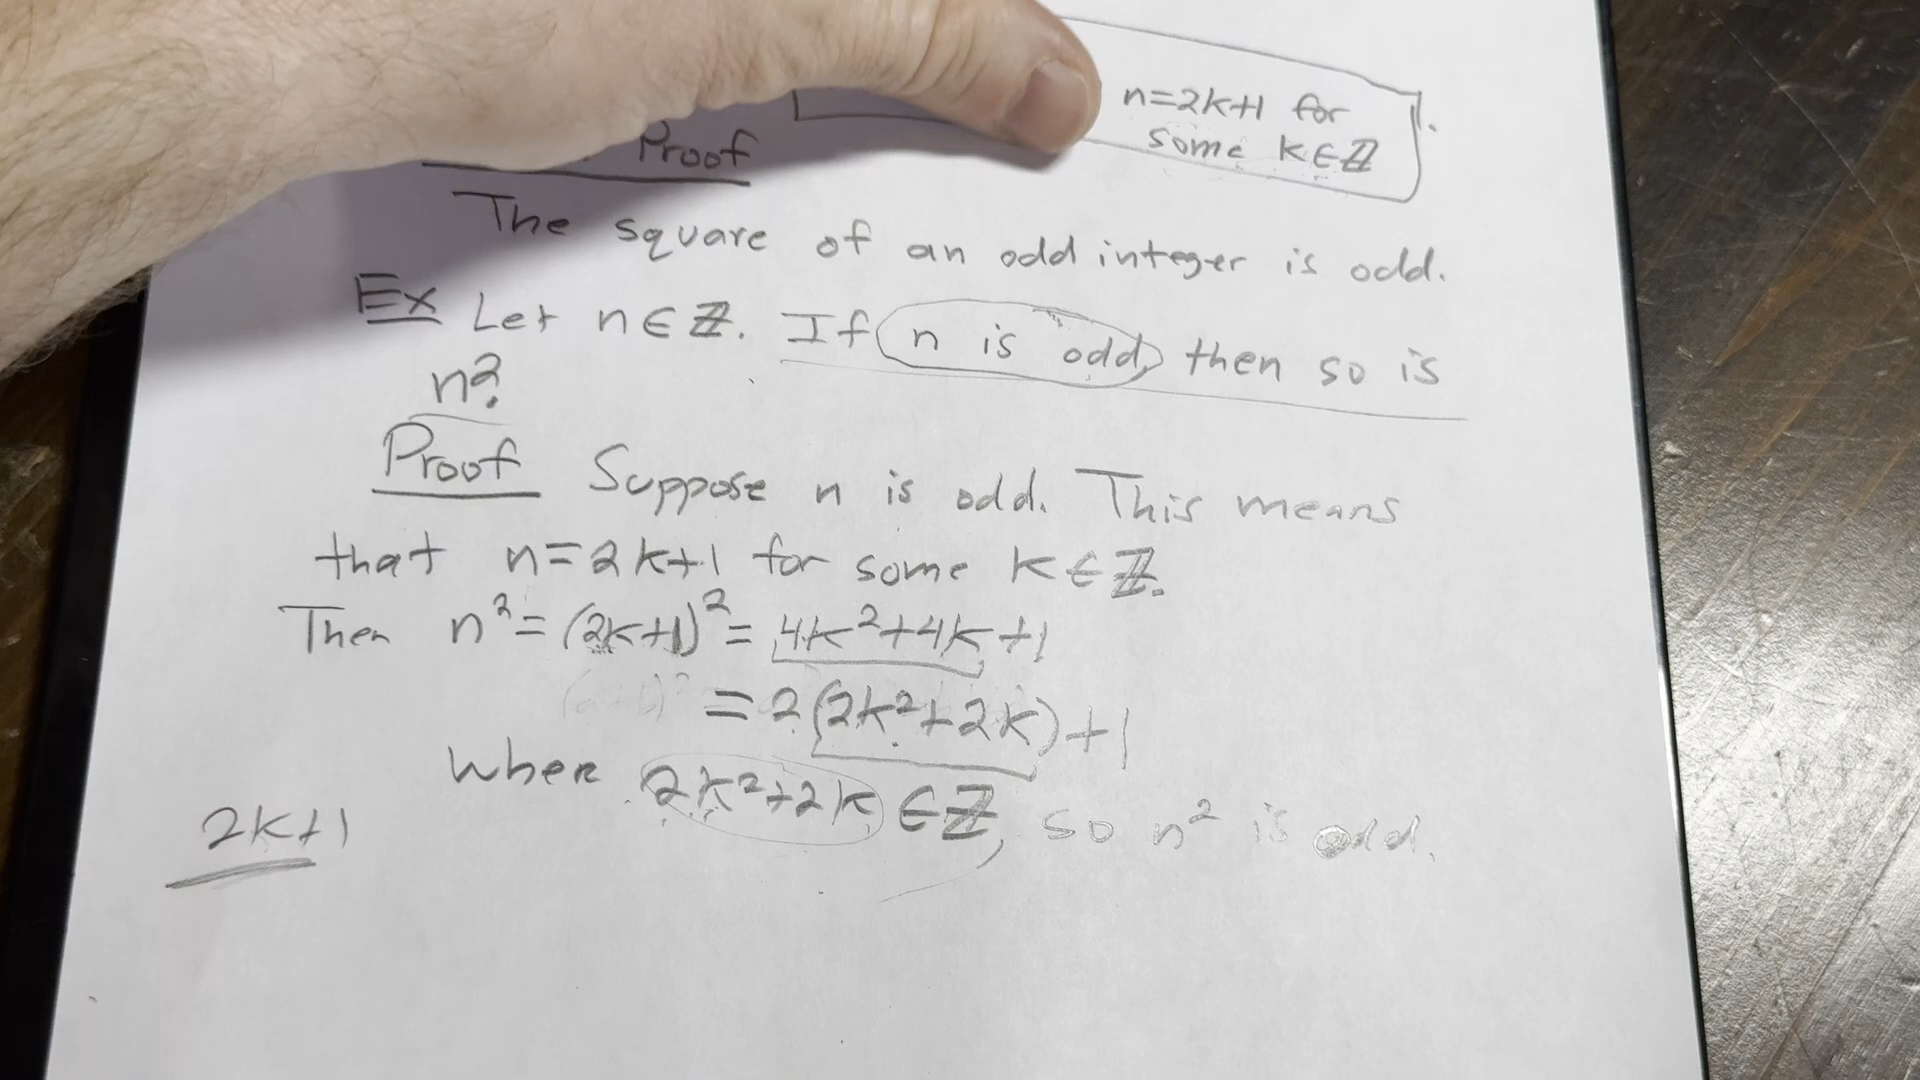 n=2k+1 for
some k∈ℤ
Proof
The square of an odd integer is odd.
Ex Let n∈ℤ. If n is odd, then so is
n².
Proof Suppose n is odd. This means
that n=2k+1 for some k∈ℤ.
Then n²=(2k+1)²=4k²+4k+1
=2(2k²+2k)+1
where 2k²+2k∈ℤ, so n² is odd.
2k+1